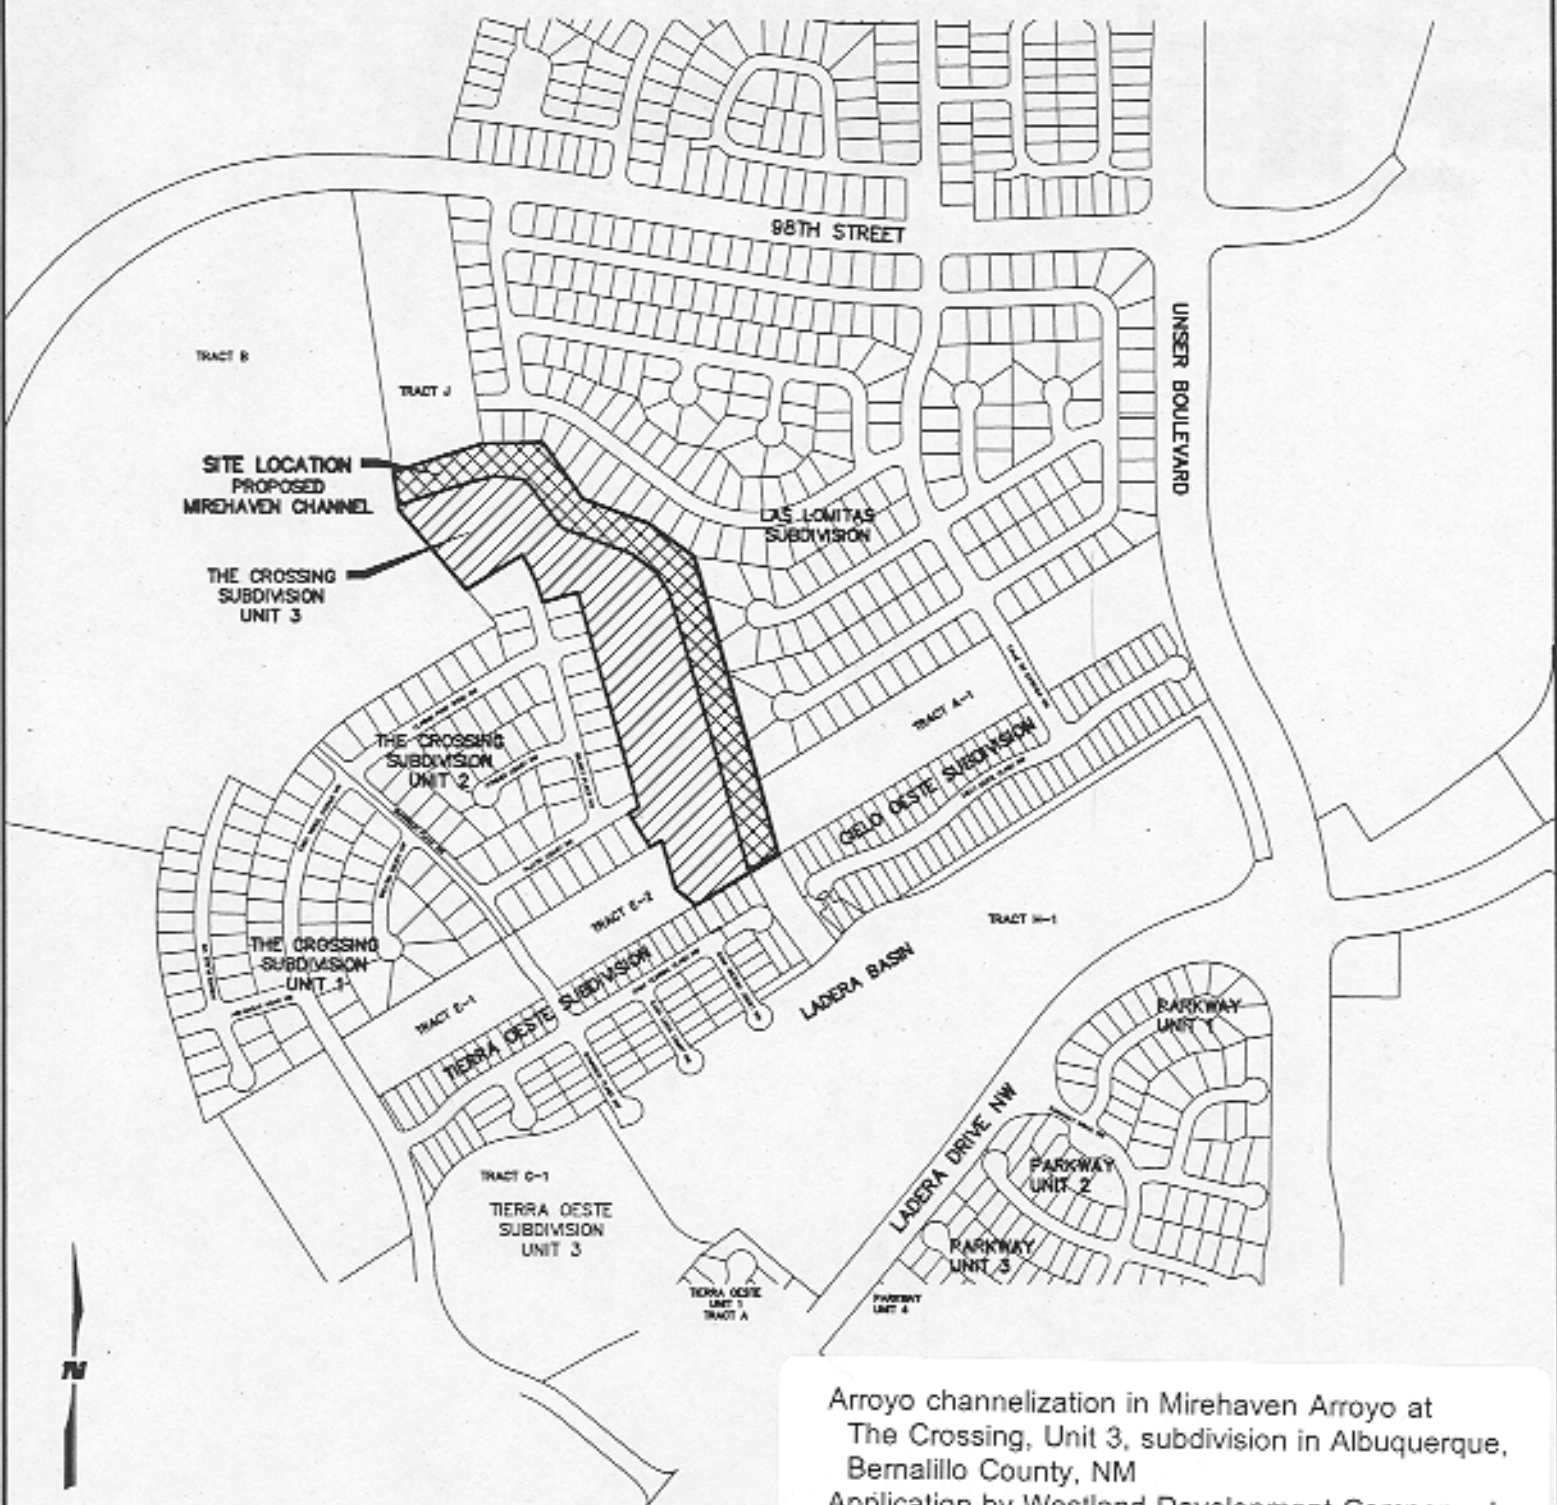 98TH STREET
UNSER BOULEVARD
TRACT B
TRACT J
SITE LOCATION
PROPOSED
MIREHAVEN CHANNEL
LAS LOMITAS
SUBDIVISION
THE CROSSING
SUBDIVISION
UNIT 3
TRACT A-1
THE CROSSING
SUBDIVISION
UNIT 2
CIELO OESTE SUBDIVISION
TRACT E-2
TRACT H-1
THE CROSSING
SUBDIVISION
UNIT 1
TRACT E-1
TIERRA OESTE SUBDIVISION
LADERA BASIN
PARKWAY
UNIT 1
LADERA DRIVE NW
PARKWAY
UNIT 2
TRACT C-1
TIERRA OESTE
SUBDIVISION
UNIT 3
PARKWAY
UNIT 3
TIERRA OESTE
UNIT 1
TRACT A
PARKWAY
UNIT 4
N
Arroyo channelization in Mirehaven Arroyo at
The Crossing, Unit 3, subdivision in Albuquerque,
Bernalillo County, NM
Application by Westland Development